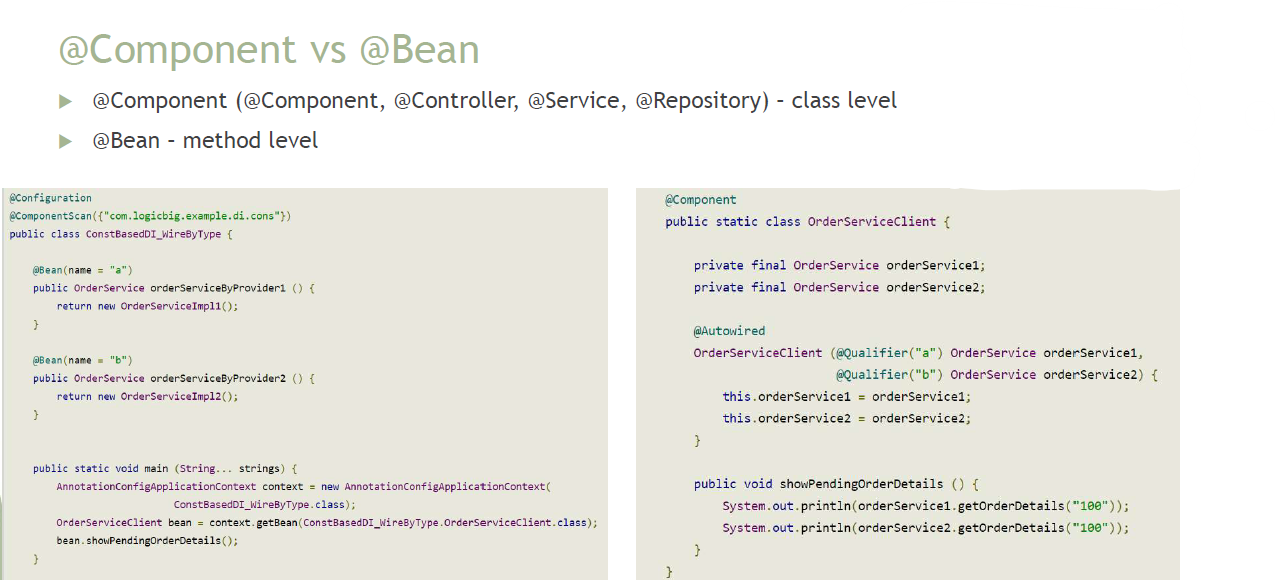 @Component vs @Bean
@Component (@Component, @Controller, @Service, @Repository) – class level
@Bean – method level
@Configuration
@ComponentScan({"com.logicbig.example.di.cons"})
public class ConstBasedDI_WireByType {
@Bean(name = "a")
public OrderService orderServiceByProvider1 () {
return new OrderServiceImpl1();
}
@Bean(name = "b")
public OrderService orderServiceByProvider2 () {
return new OrderServiceImpl2();
}
public static void main (String... strings) {
AnnotationConfigApplicationContext context = new AnnotationConfigApplicationContext(
ConstBasedDI_WireByType.class);
OrderServiceClient bean = context.getBean(ConstBasedDI_WireByType.OrderServiceClient.class);
bean.showPendingOrderDetails();
}
@Component
public static class OrderServiceClient {
private final OrderService orderService1;
private final OrderService orderService2;
@Autowired
OrderServiceClient (@Qualifier("a") OrderService orderService1,
@Qualifier("b") OrderService orderService2) {
this.orderService1 = orderService1;
this.orderService2 = orderService2;
}
public void showPendingOrderDetails () {
System.out.println(orderService1.getOrderDetails("100"));
System.out.println(orderService2.getOrderDetails("100"));
}
}